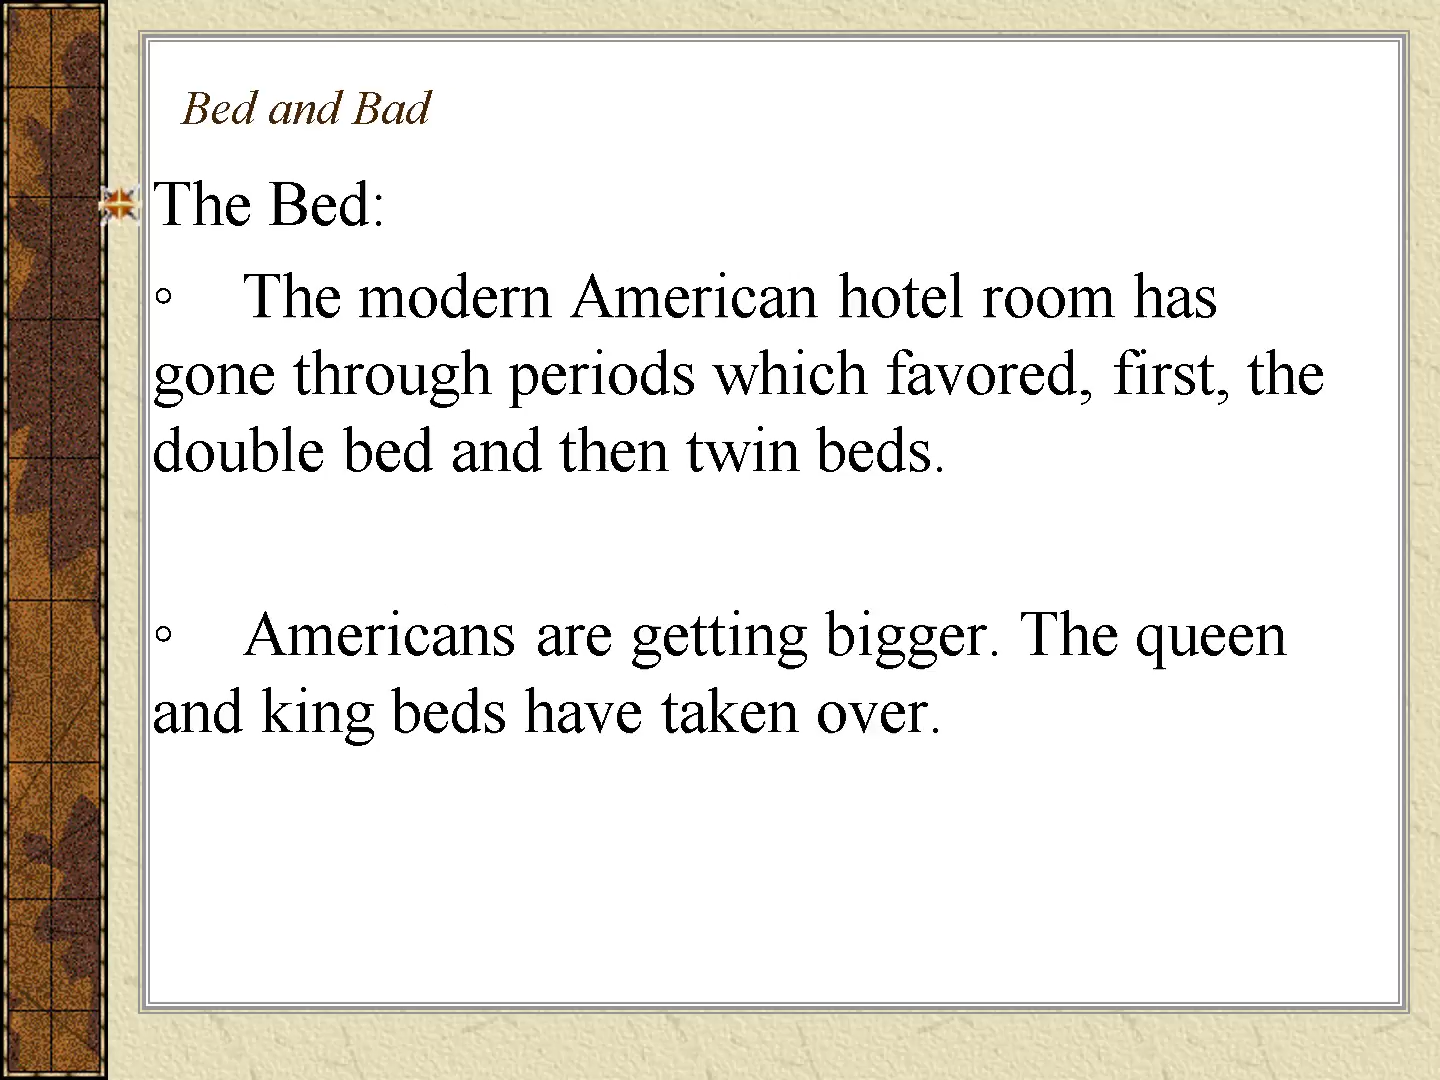 Bed and Bad
The Bed:
◦ The modern American hotel room has
gone through periods which favored, first, the
double bed and then twin beds.
◦ Americans are getting bigger. The queen
and king beds have taken over.